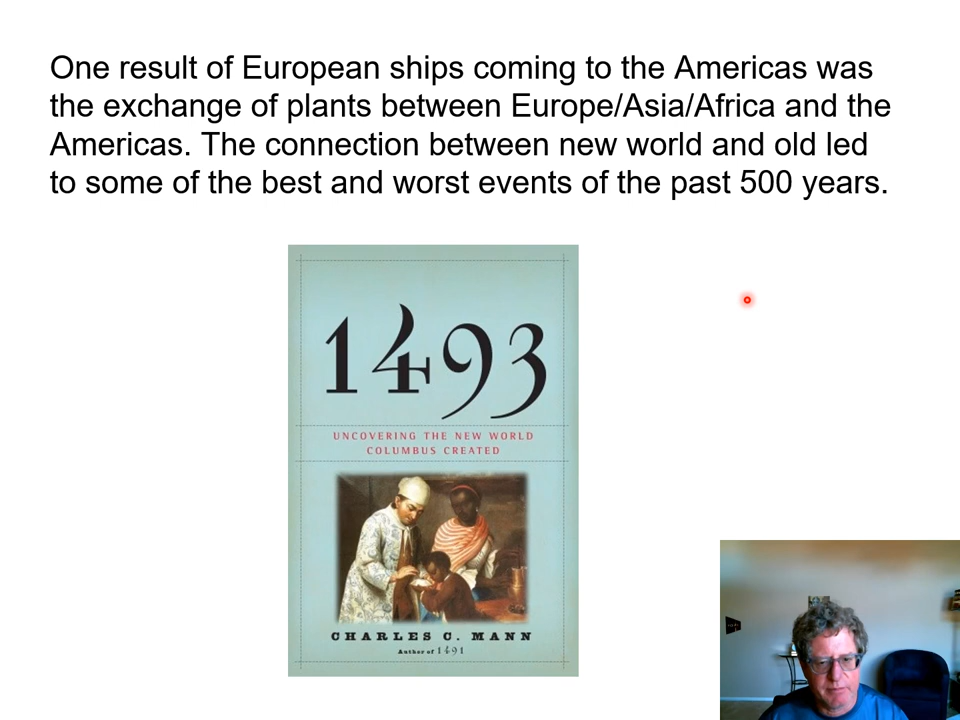 One result of European ships coming to the Americas was
the exchange of plants between Europe/Asia/Africa and the
Americas. The connection between new world and old led
to some of the best and worst events of the past 500 years.
1493
UNCOVERING THE NEW WORLD
COLUMBUS CREATED
CHARLES C. MANN
Author of 1491